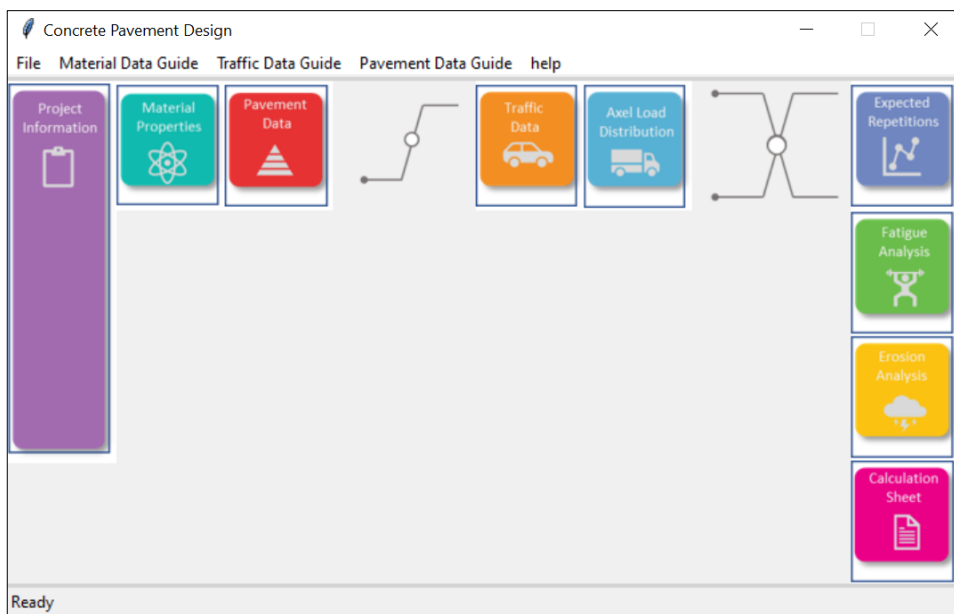 Concrete Pavement Design
File Material Data Guide Traffic Data Guide Pavement Data Guide help
Project
Information
Material
Properties
Pavement
Data
Traffic
Data
Axel Load
Distribution
Expected
Repetitions
Fatigue
Analysis
Erosion
Analysis
Calculation
Sheet
Ready